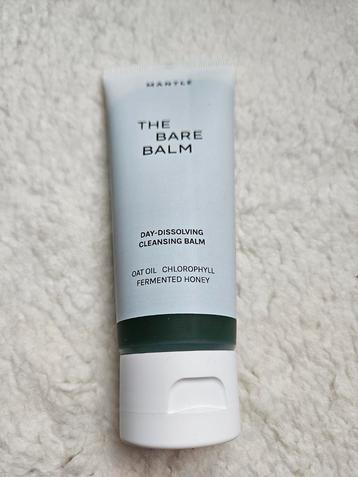 MANTLE
THE
BARE
BALM
DAY-DISSOLVING
CLEANSING BALM
OAT OIL CHLOROPHYLL
FERMENTED HONEY